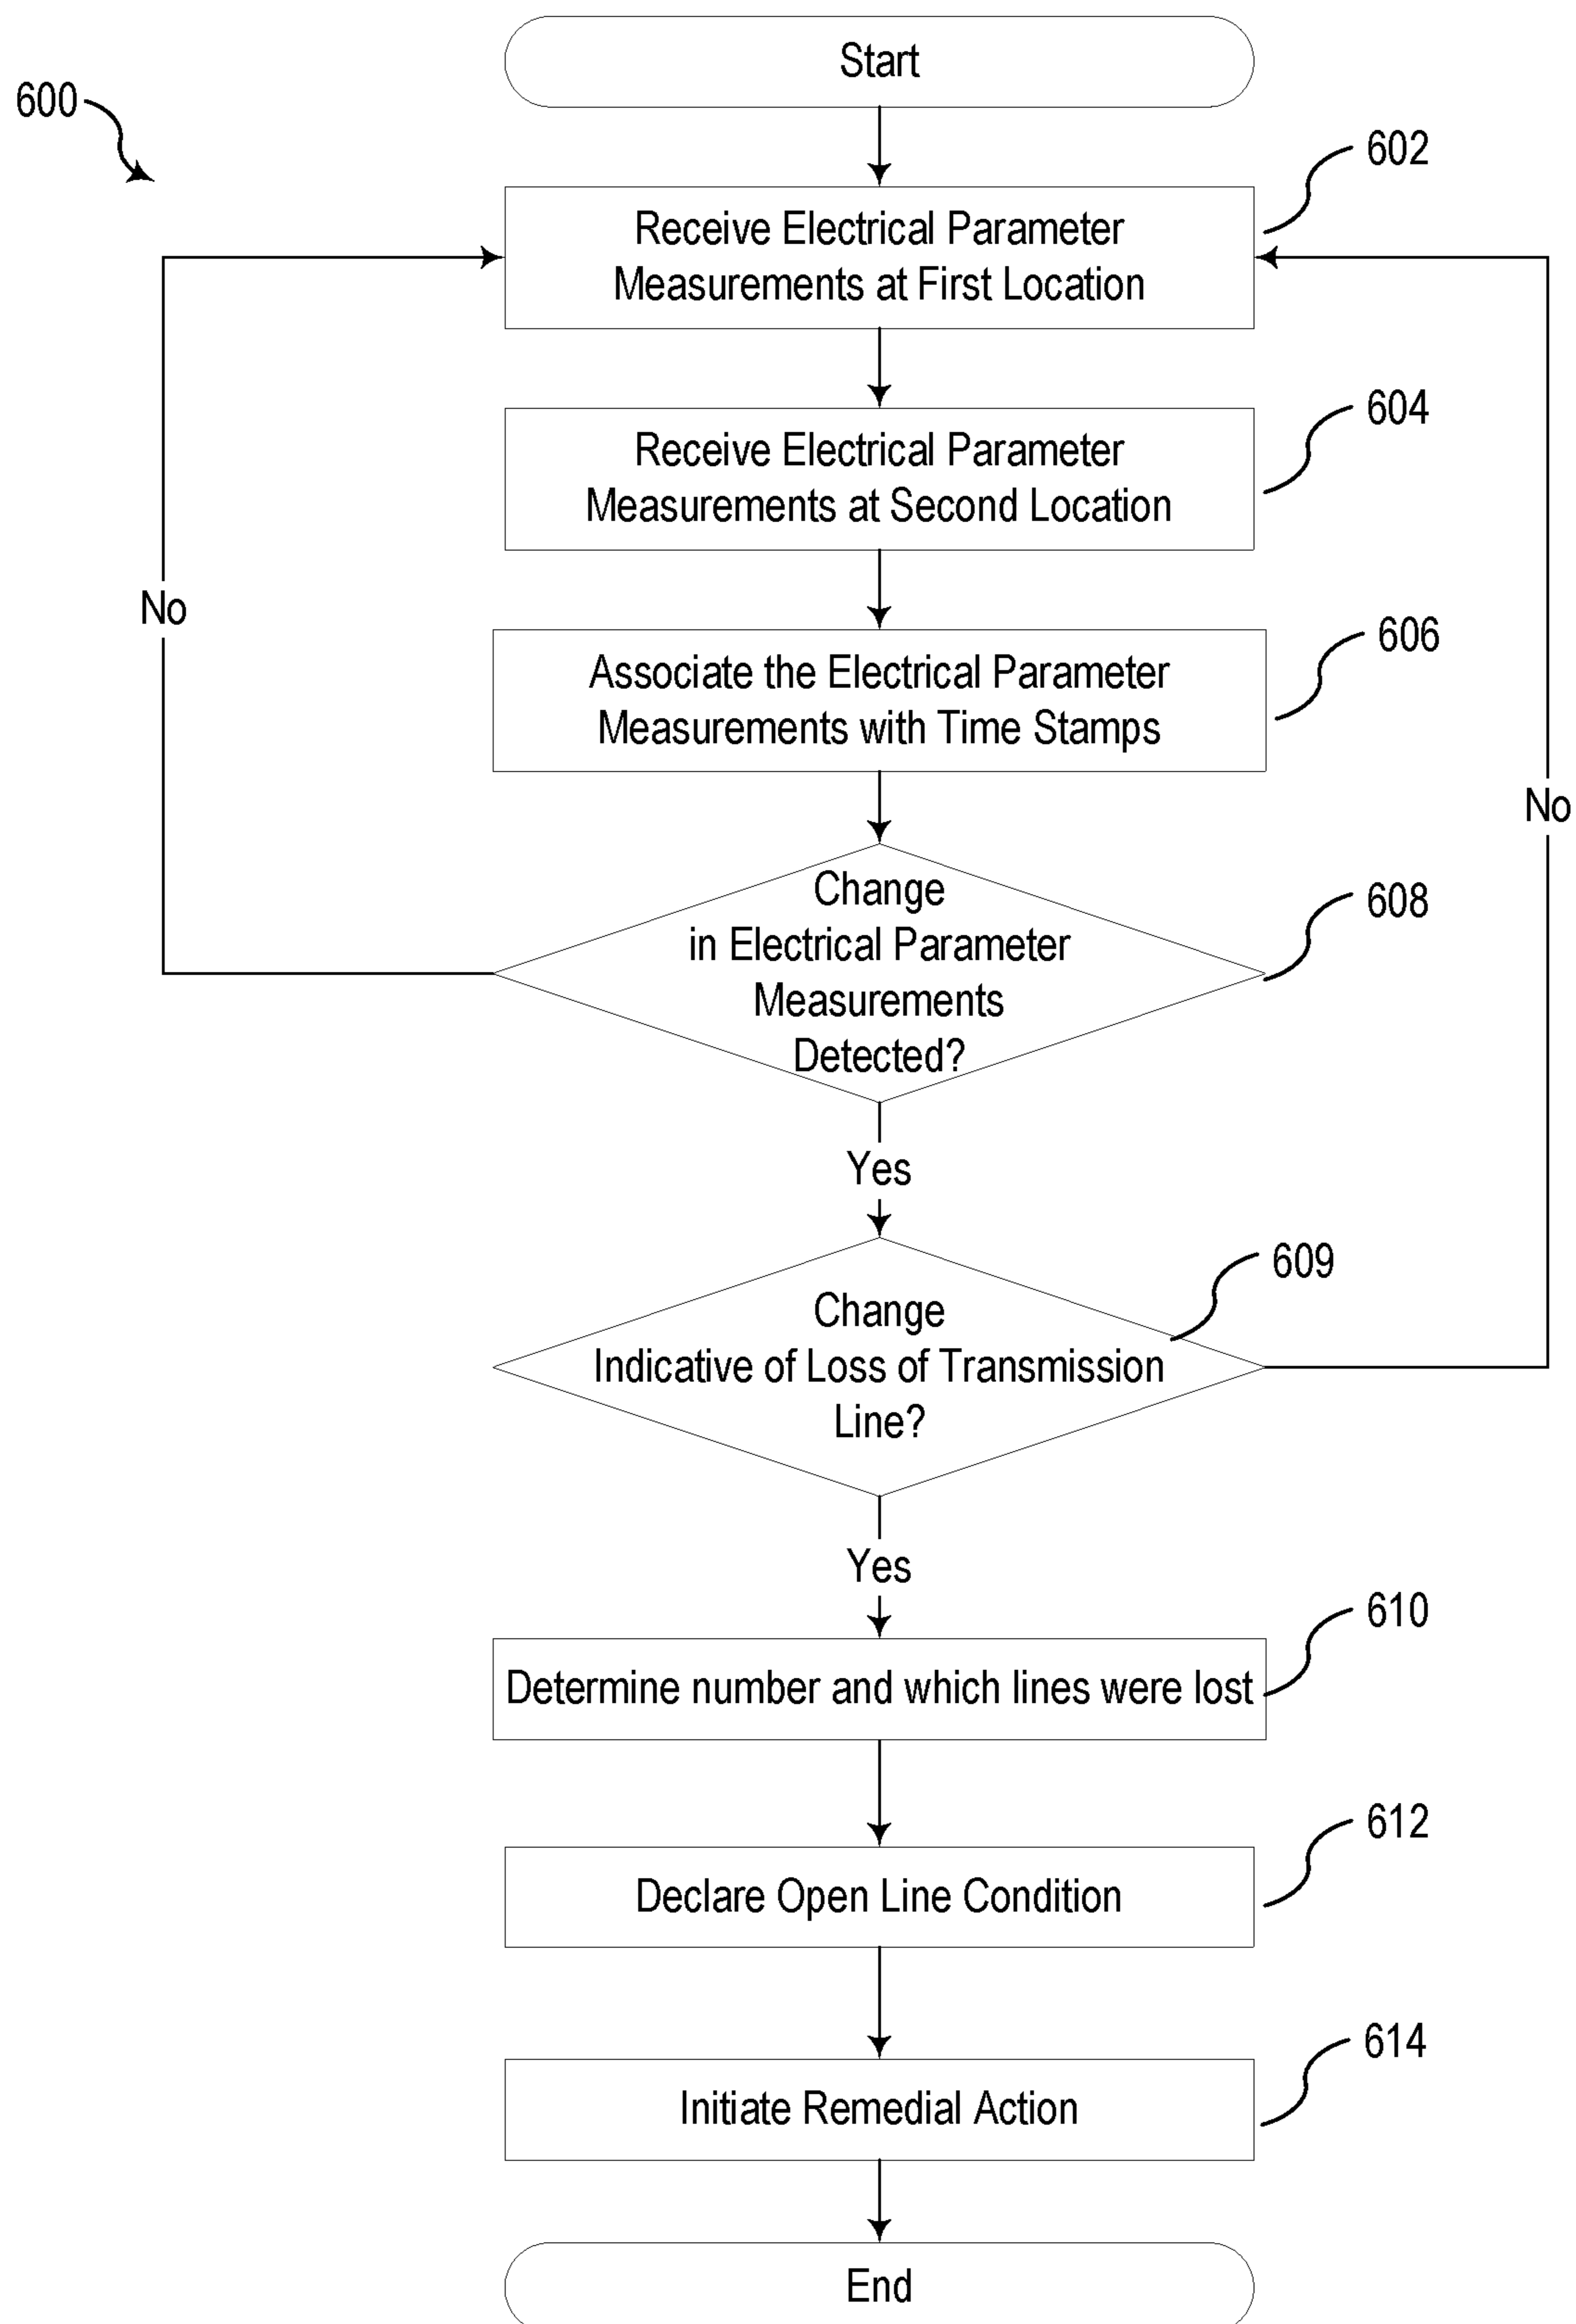 Start
600
602
Receive Electrical Parameter
Measurements at First Location
604
Receive Electrical Parameter
Measurements at Second Location
No
606
Associate the Electrical Parameter
Measurements with Time Stamps
No
608
Change
in Electrical Parameter
Measurements
Detected?
Yes
609
Change
Indicative of Loss of Transmission
Line?
Yes
610
Determine number and which lines were lost
612
Declare Open Line Condition
614
Initiate Remedial Action
End